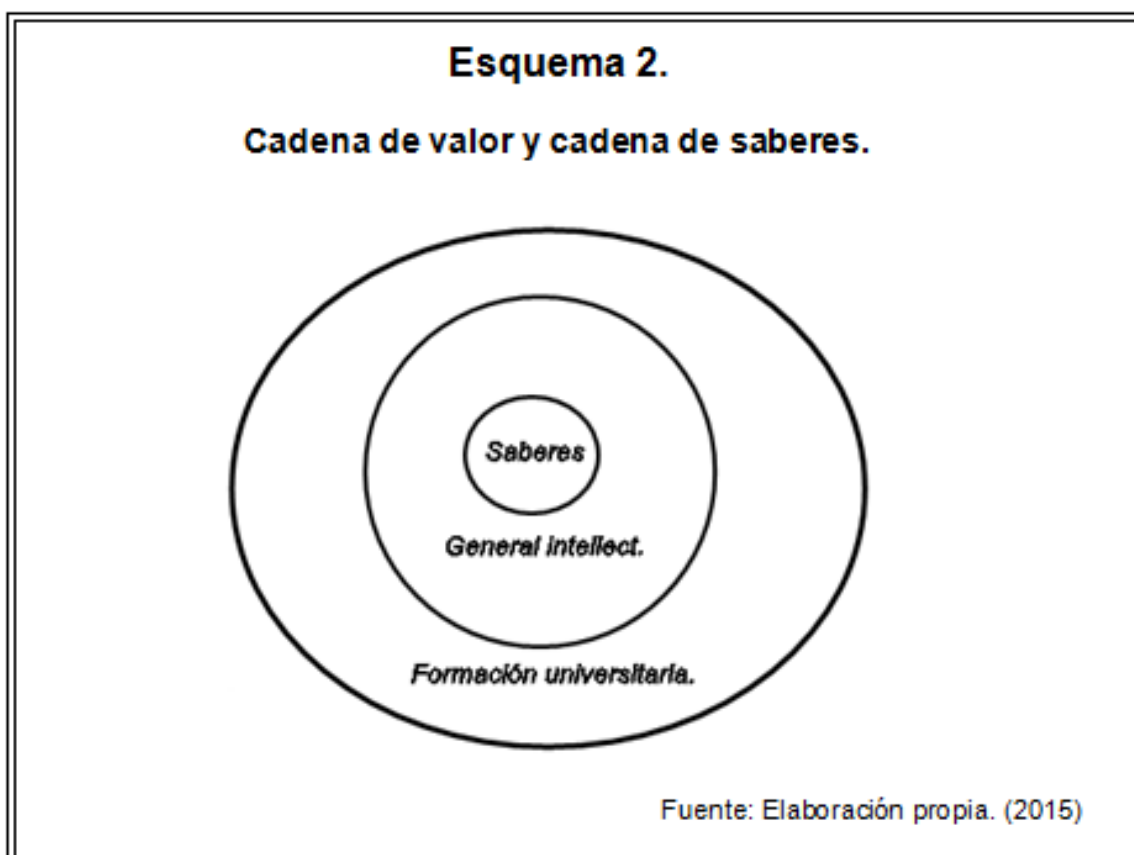 Esquema 2.
Cadena de valor y cadena de saberes.
Saberes
General intellect.
Formación universitaria.
Fuente: Elaboración propia. (2015)